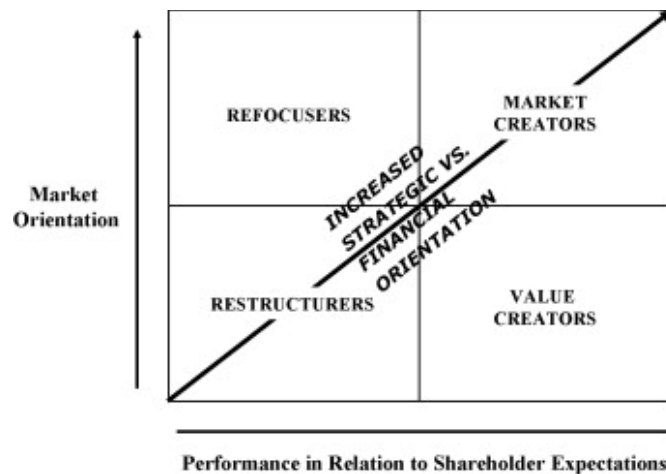 REFOCUSERS
MARKET
CREATORS
Market
Orientation
INCREASED
STRATEGIC VS.
FINANCIAL
ORIENTATION
RESTRUCTURERS
VALUE
CREATORS
Performance in Relation to Shareholder Expectations